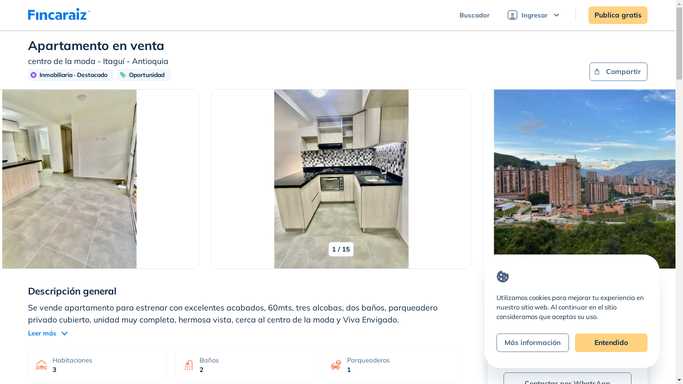 Fincaraiz
Buscador
Ingresar
Publica gratis
Apartamento en venta
centro de la moda - Itaguí - Antioquia
Inmobiliaria - Destacado
Oportunidad
Compartir
1 / 15
Descripción general
Se vende apartamento para estrenar con excelentes acabados, 60mts, tres alcobas, dos baños, parqueadero
privado cubierto, unidad muy completa, hermosa vista, cerca al centro de la moda y Viva Envigado.
Leer más
Habitaciones
3
Baños
2
Parqueaderos
1
Utilizamos cookies para mejorar tu experiencia en
nuestro sitio web. Al continuar en el sitio
consideramos que aceptas su uso.
Más información
Entendido
Contactar por WhatsApp